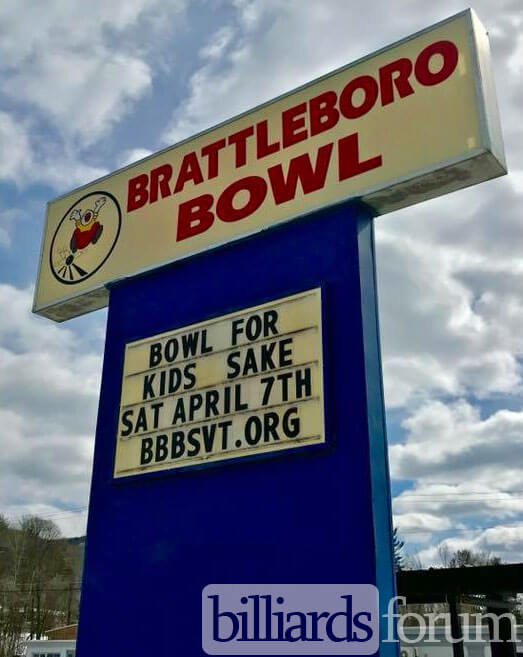 BRATTLEBORO
BOWL
BOWL FOR
KIDS SAKE
SAT APRIL 7TH
BBBSVT.ORG
billiards forum